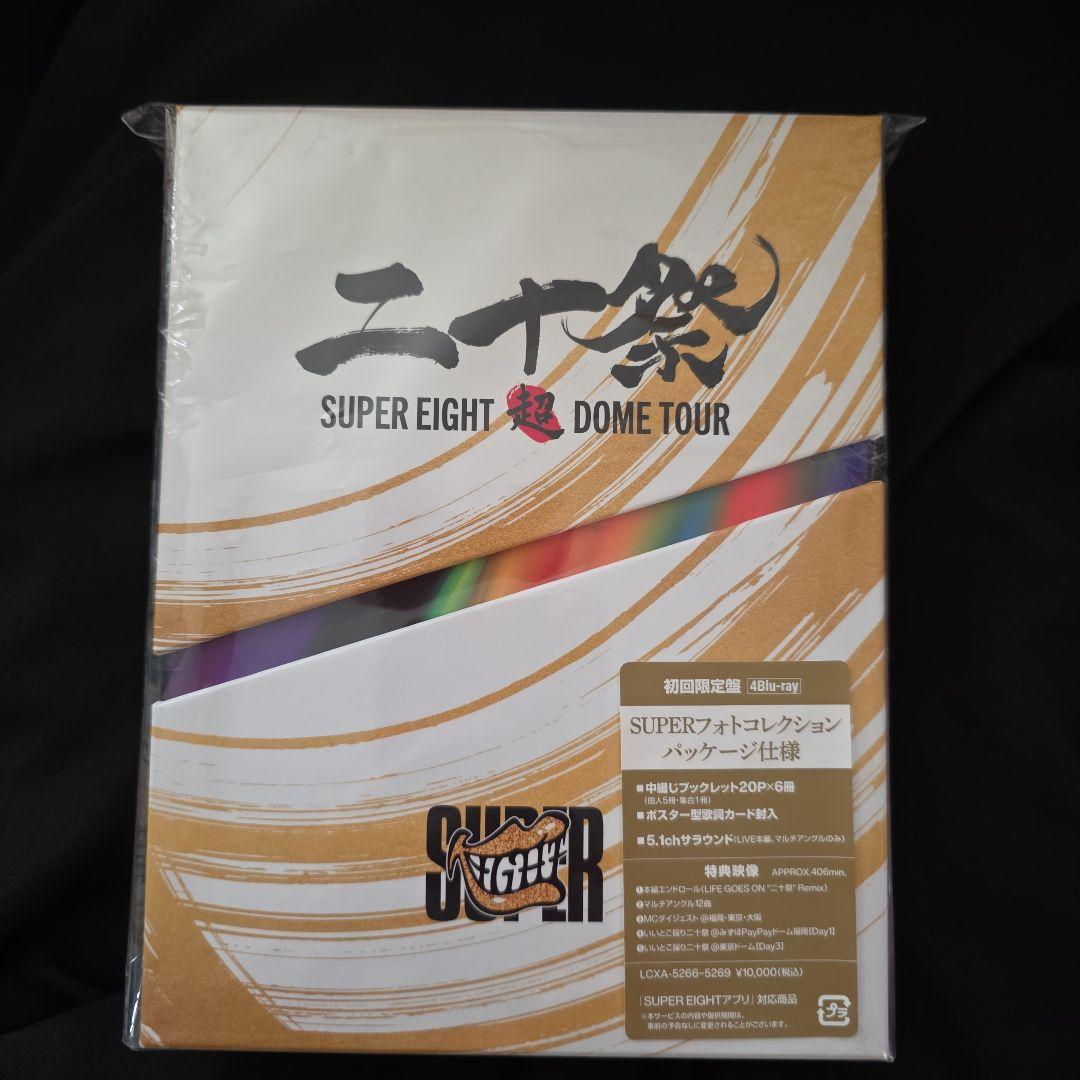 二十祭
SUPER EIGHT 超 DOME TOUR
SUPER
EIGHT
初回限定盤 4Blu-ray
SUPERフォトコレクション
パッケージ仕様
■中綴じブックレット20P×6冊
(個人5冊・集合1冊)
■ポスター型歌詞カード封入
■5.1chサラウンド(LIVE本編、マルチアングルのみ)
特典映像 APPROX.406min.
❶本編エンドロール(LIFE GOES ON "二十祭" Remix)
❷マルチアングル12曲
❸MCダイジェスト @福岡・東京・大阪
❹いいとこ採り二十祭 @みずほPayPayドーム福岡[Day1]
❺いいとこ採り二十祭 @東京ドーム[Day3]
LCXA-5266~5269 ¥10,000(税込)
「SUPER EIGHTアプリ」対応商品
※本サービスの内容や提供期間は、
事前の予告なしに変更されることがございます。
プラ